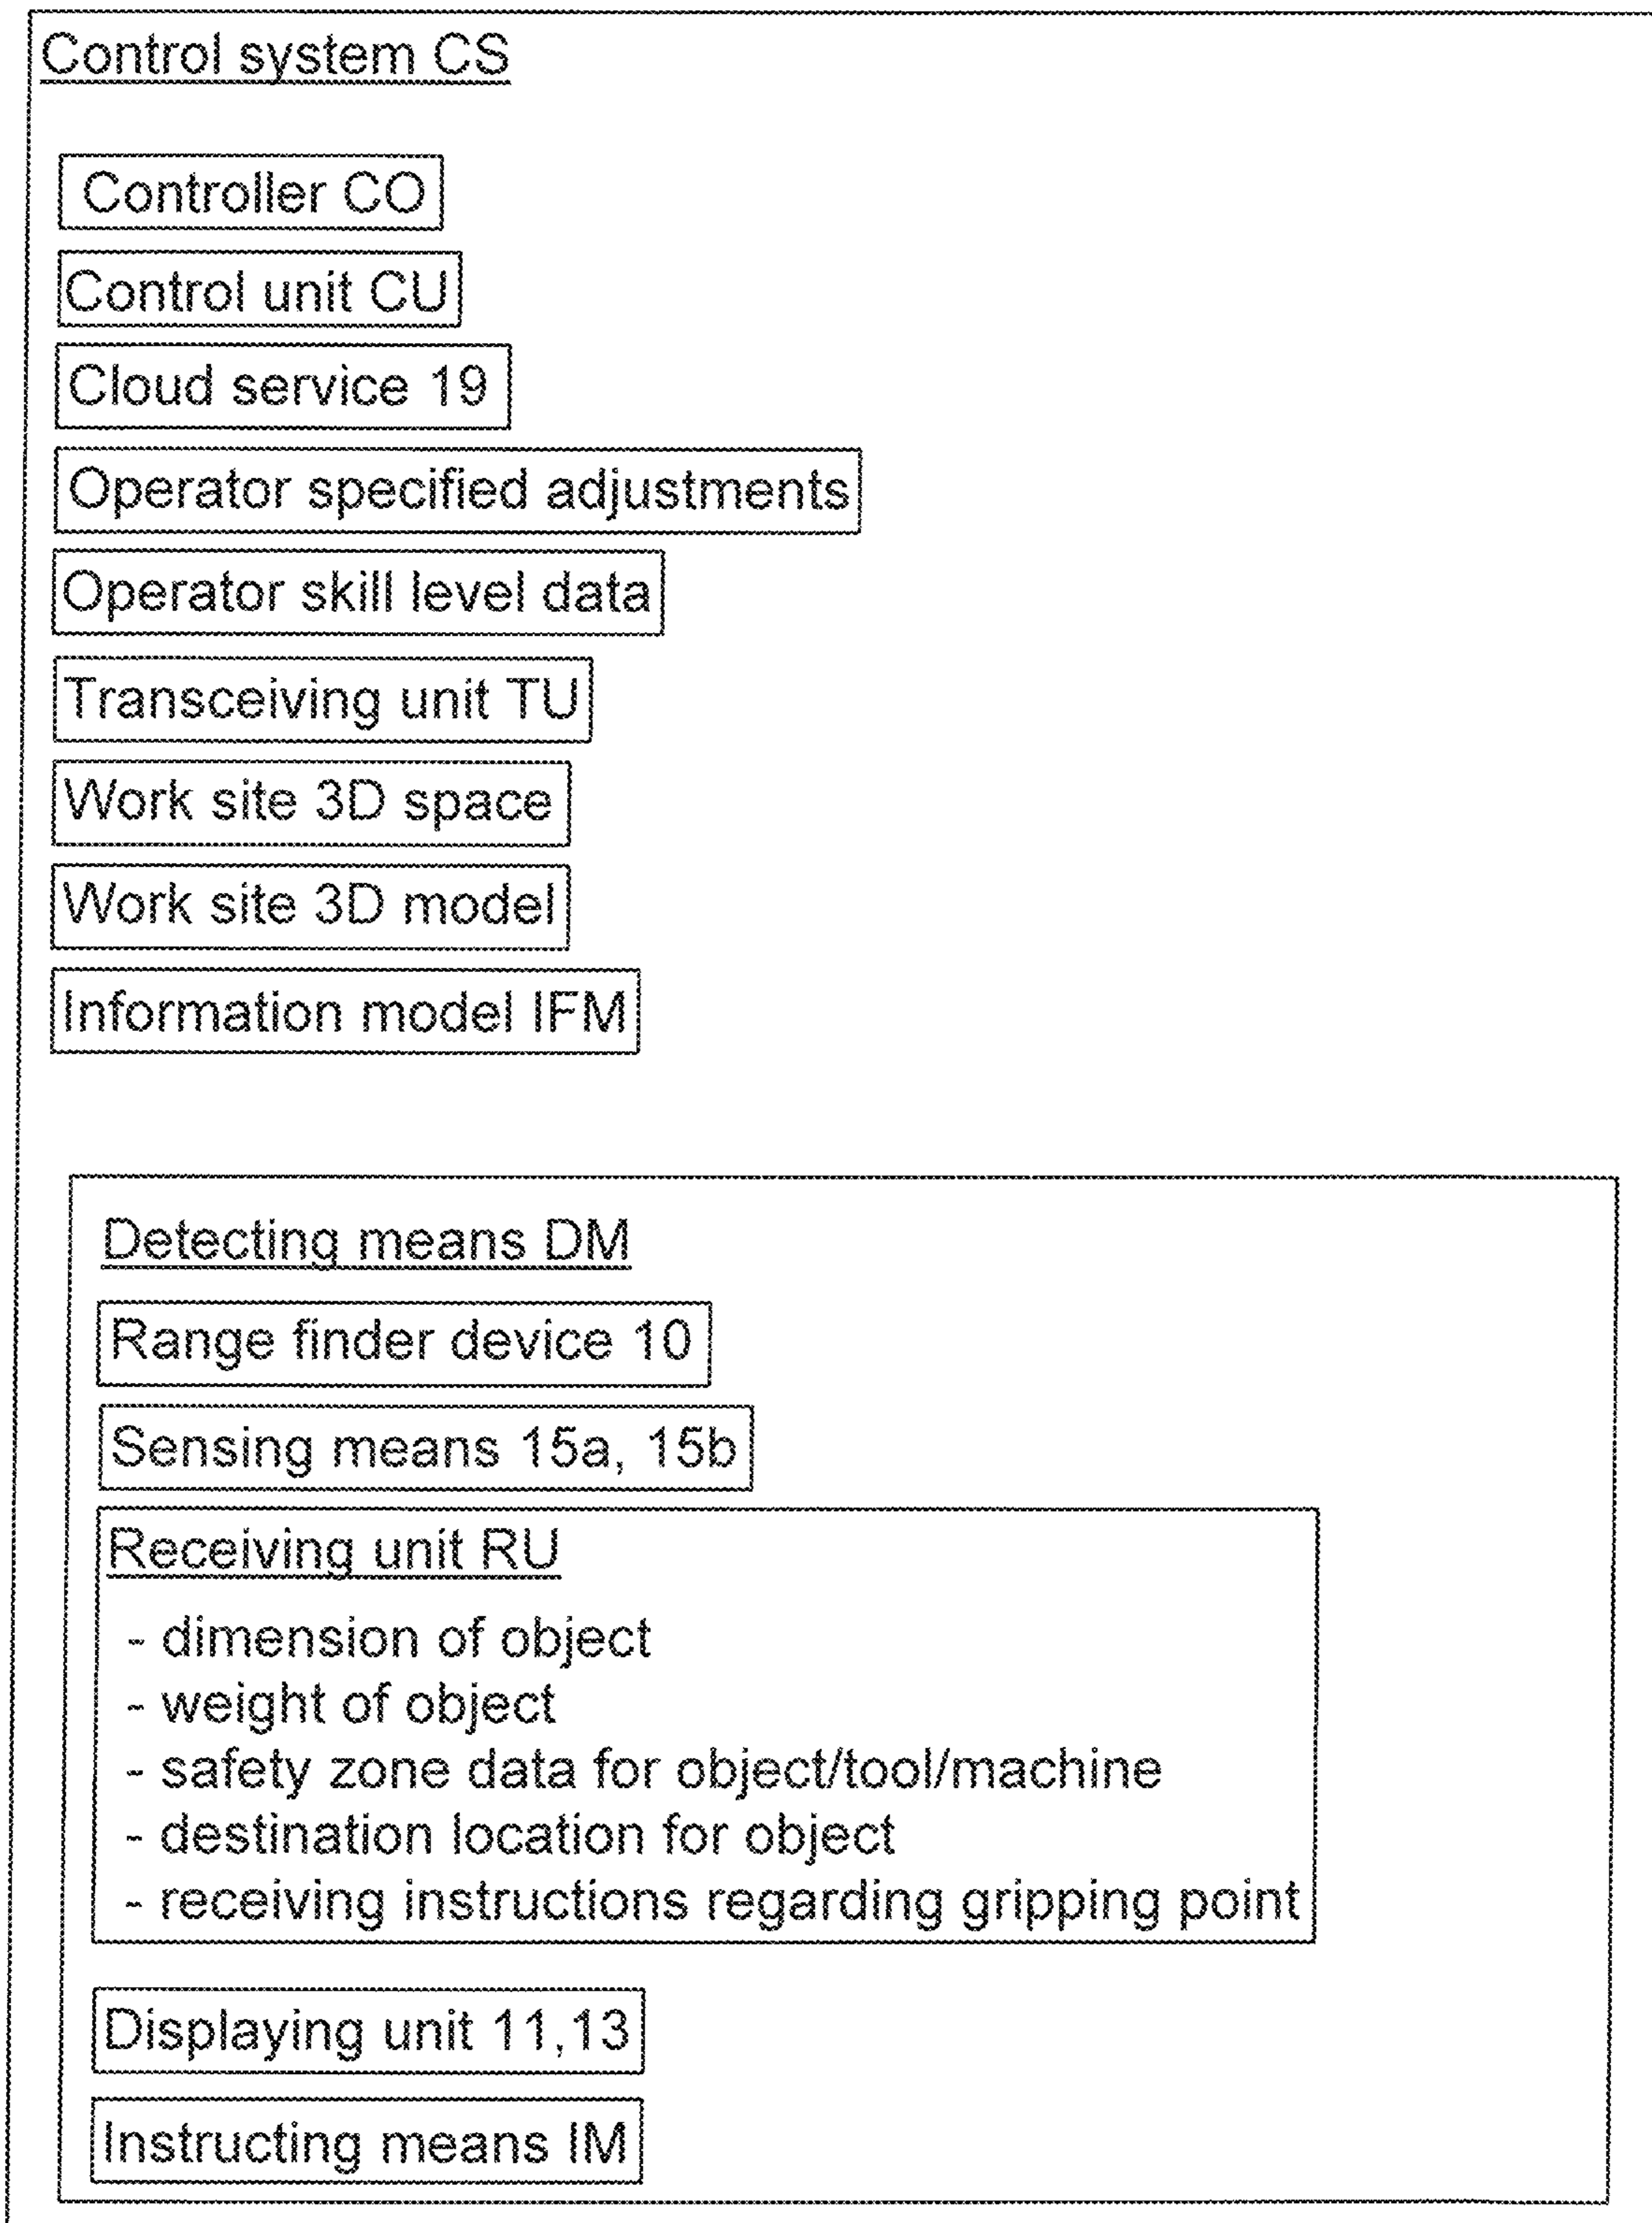 Control system CS
Controller CO
Control unit CU
Cloud service 19
Operator specified adjustments
Operator skill level data
Transceiving unit TU
Work site 3D space
Work site 3D model
Information model IFM
Detecting means DM
Range finder device 10
Sensing means 15a, 15b
Receiving unit RU
- dimension of object
- weight of object
- safety zone data for object/tool/machine
- destination location for object
- receiving instructions regarding gripping point
Displaying unit 11,13
Instructing means IM